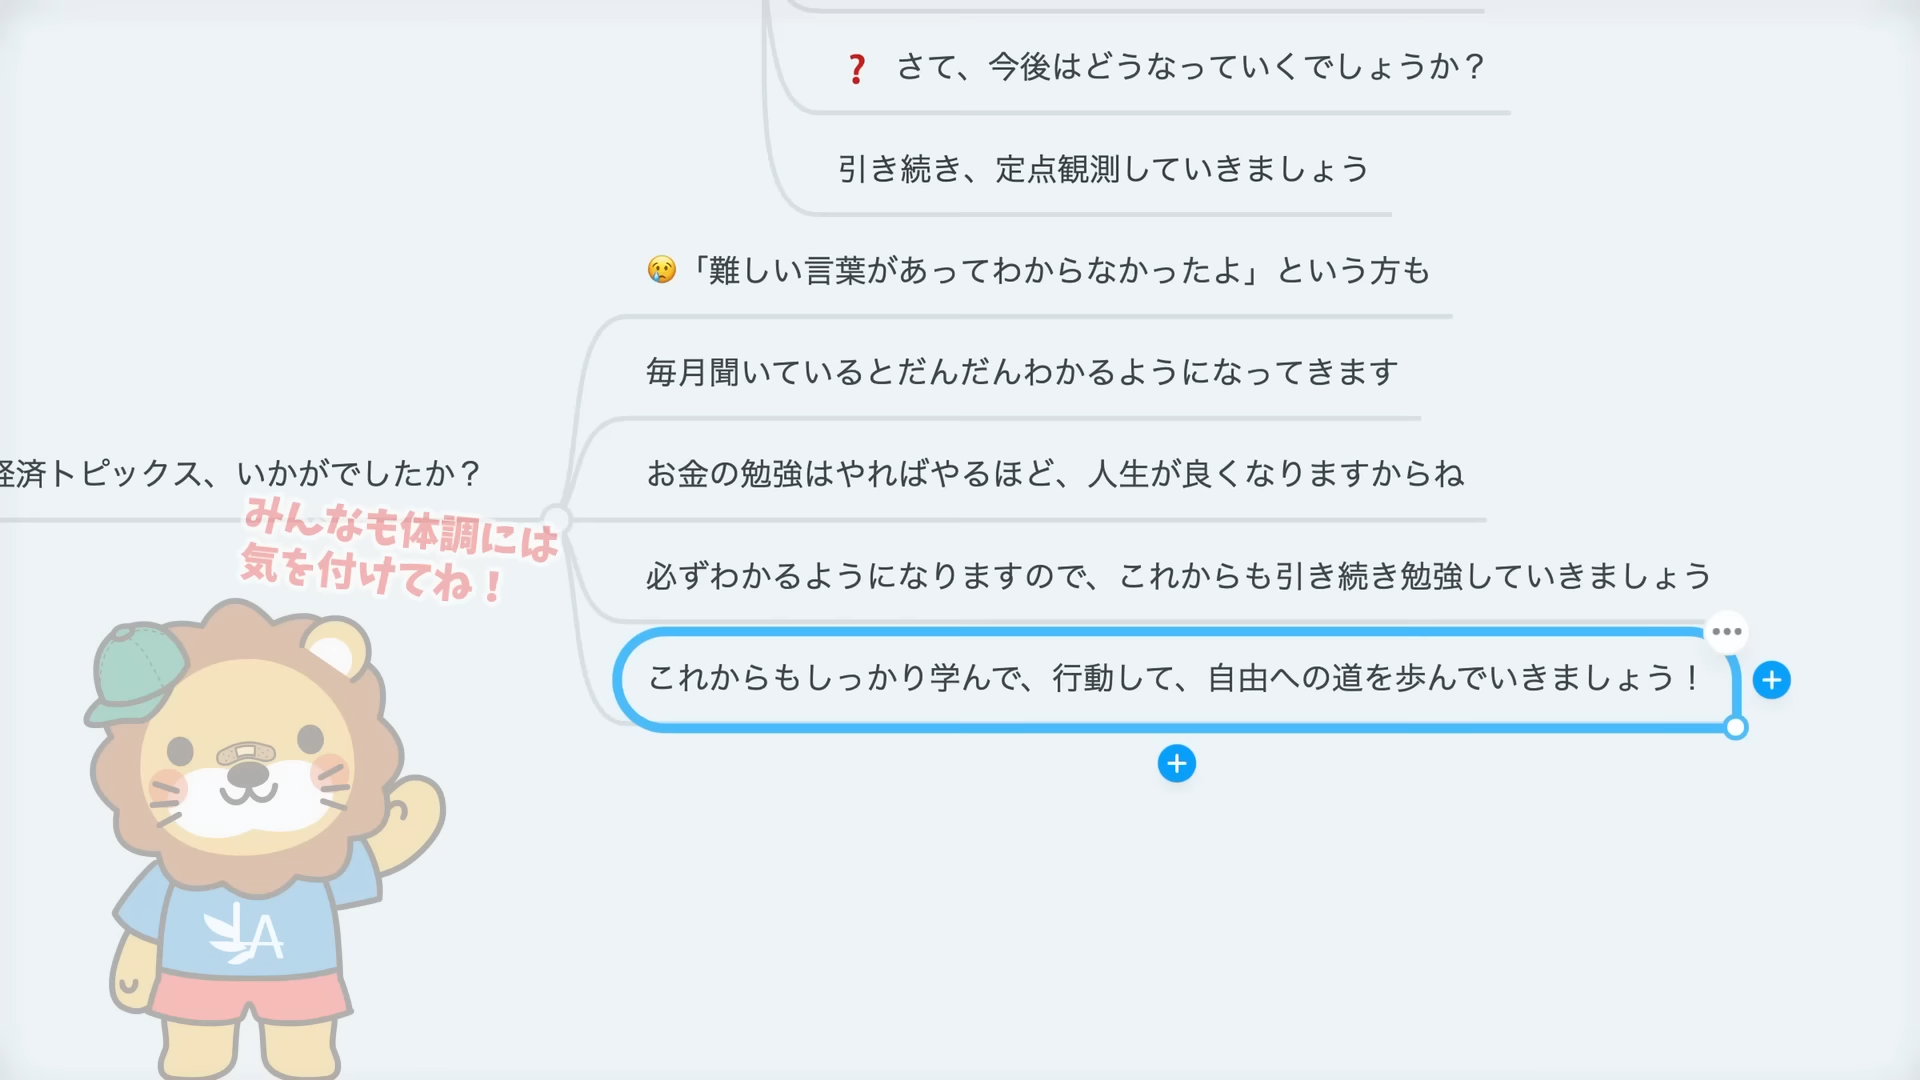 ❓ さて、今後はどうなっていくでしょうか？
引き続き、定点観測していきましょう
😢「難しい言葉があってわからなかったよ」という方も
毎月聞いているとだんだんわかるようになってきます
経済トピックス、いかがでしたか？
お金の勉強はやればやるほど、人生が良くなりますからね
みんなも体調には
気を付けてね！
必ずわかるようになりますので、これからも引き続き勉強していきましょう
これからもしっかり学んで、行動して、自由への道を歩んでいきましょう！